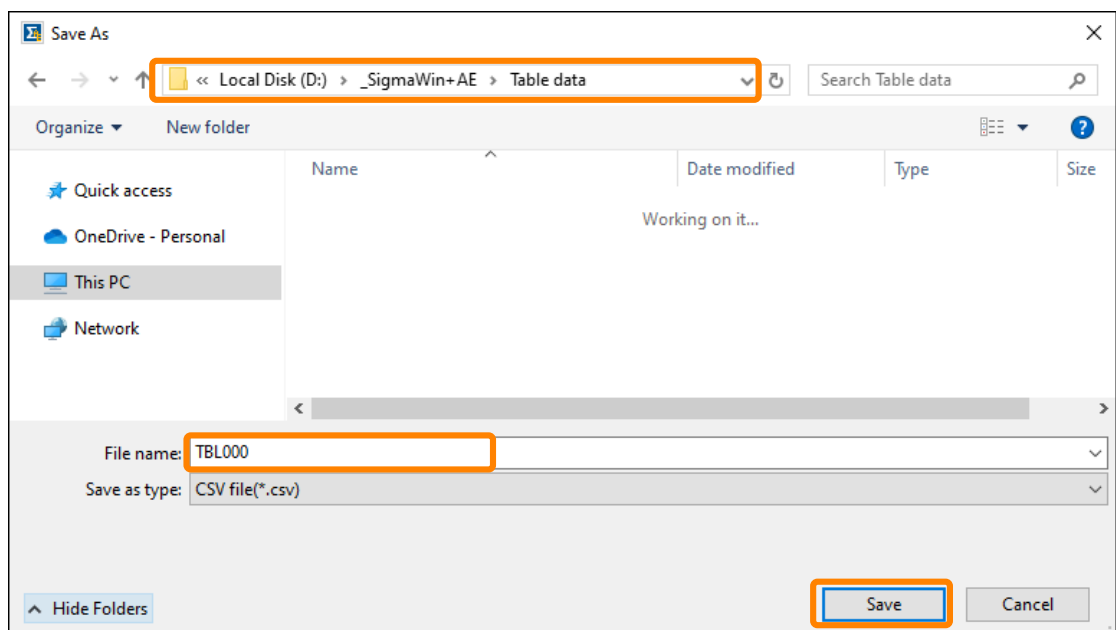 Save As
« Local Disk (D:) > _SigmaWin+AE > Table data
Search Table data
Organize
New folder
Name
Date modified
Type
Size
Quick access
Working on it...
OneDrive - Personal
This PC
Network
File name: TBL000
Save as type: CSV file(*.csv)
Hide Folders
Save
Cancel